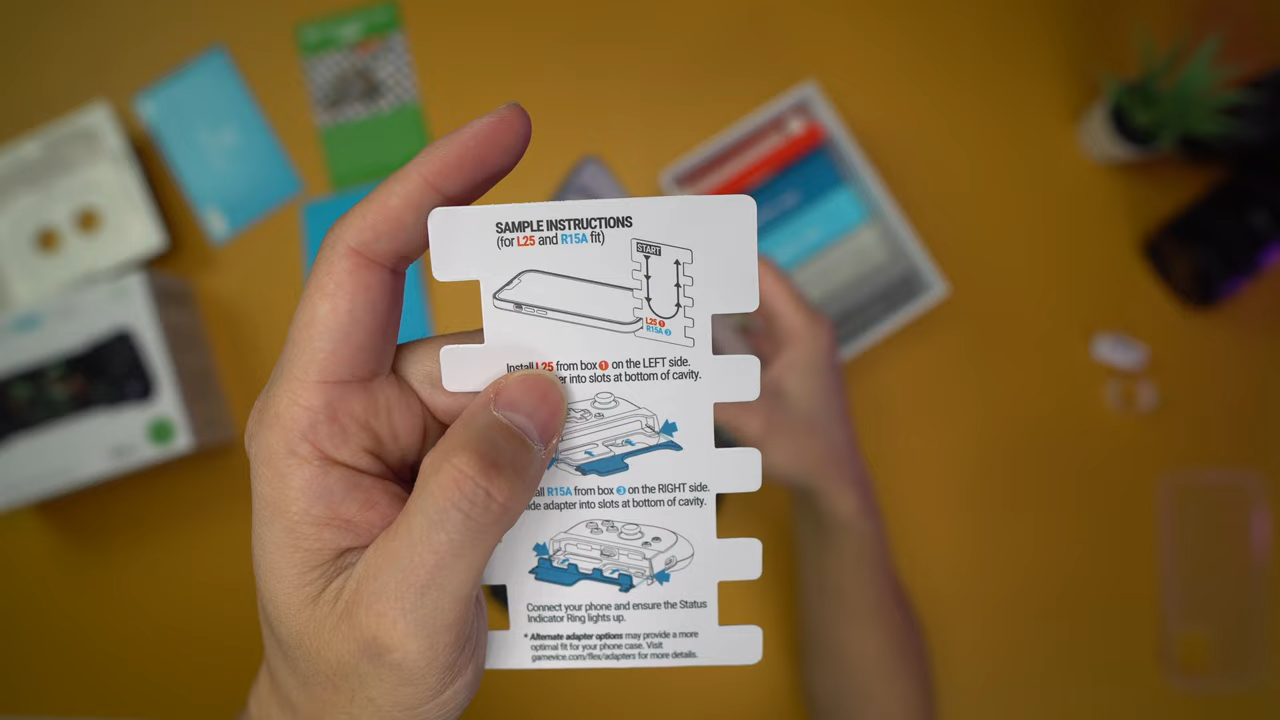 SAMPLE INSTRUCTIONS
(for L25 and R15A fit)
START
L25 1
R15A 3
Install L25 from box 1 on the LEFT side.
into slots at bottom of cavity.
R15A from box 3 on the RIGHT side.
adapter into slots at bottom of cavity.
Connect your phone and ensure the Status
Indicator Ring lights up.
* Alternate adapter options may provide a more
optimal fit for your phone case. Visit
gamevice.com/flex/adapters for more details.